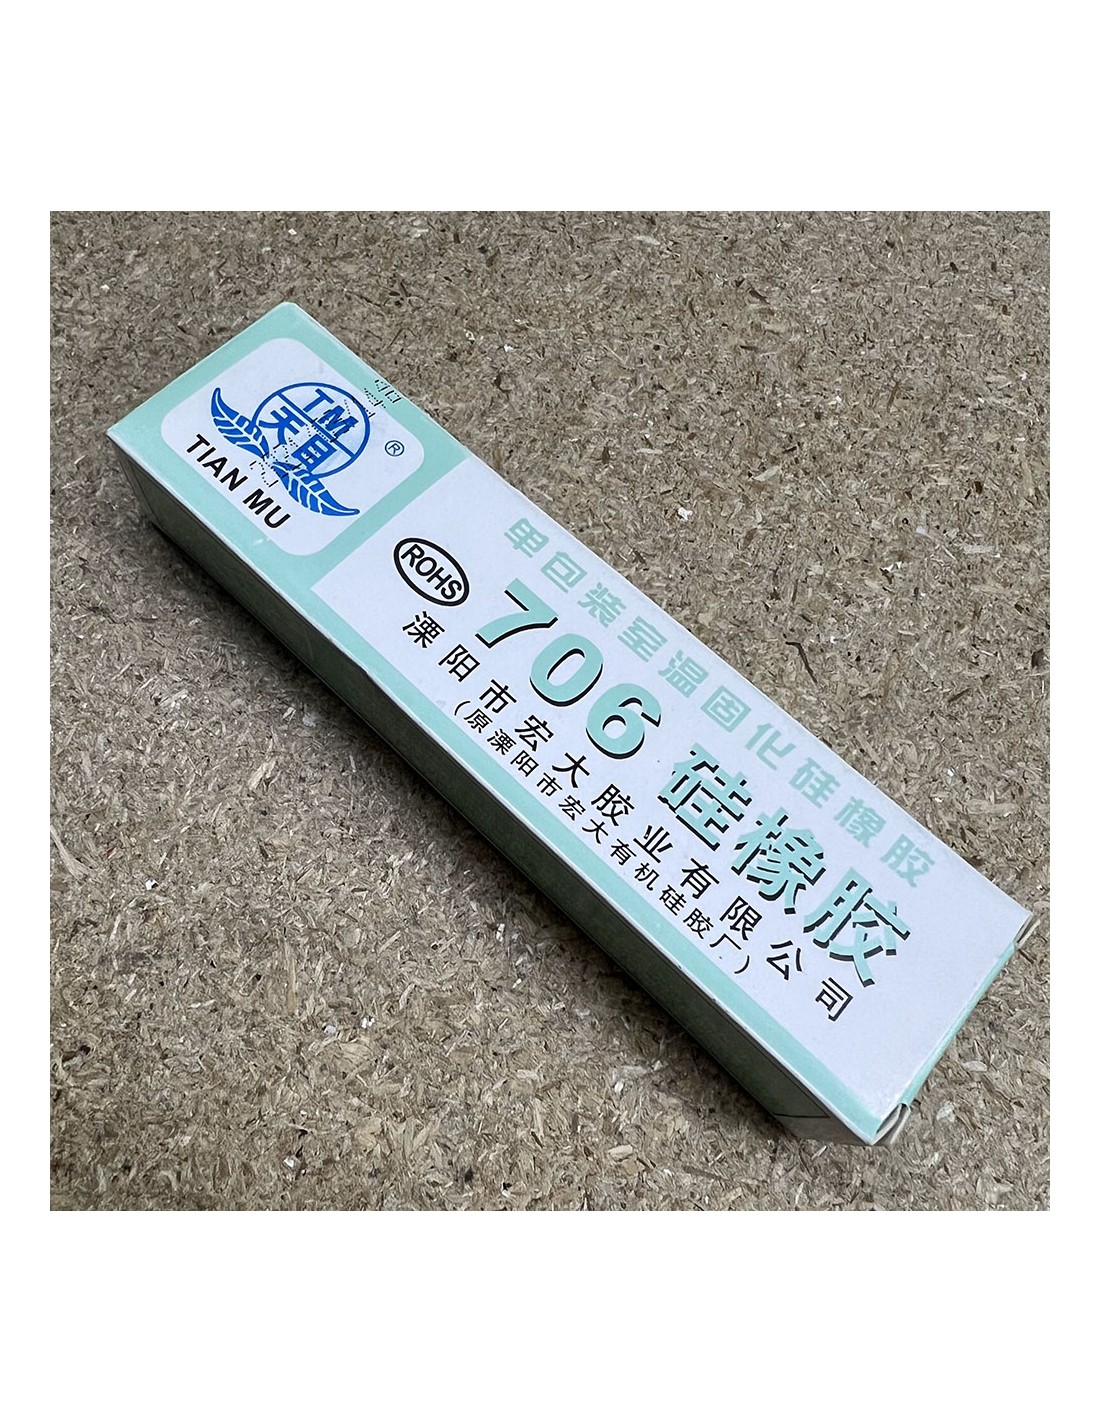 TM
天目
®
TIAN MU
单包装室温固化硅橡胶
ROHS
706 硅橡胶
溧阳市宏大胶业有限公司
(原溧阳市宏大有机硅胶厂)